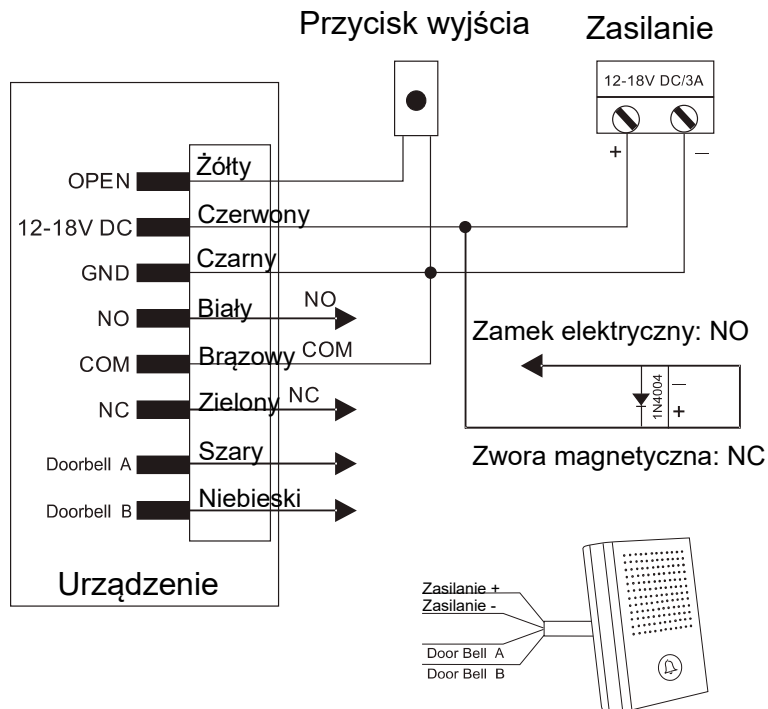 Przycisk wyjścia
Zasilanie
12-18V DC/3A
+
—
OPEN
Żółty
12-18V DC
Czerwony
GND
Czarny
NO
Biały
NO
COM
Brązowy
COM
NC
Zielony
NC
Doorbell A
Szary
Doorbell B
Niebieski
Urządzenie
Zamek elektryczny: NO
1N4004
—
+
Zwora magnetyczna: NC
Zasilanie +
Zasilanie -
Door Bell A
Door Bell B